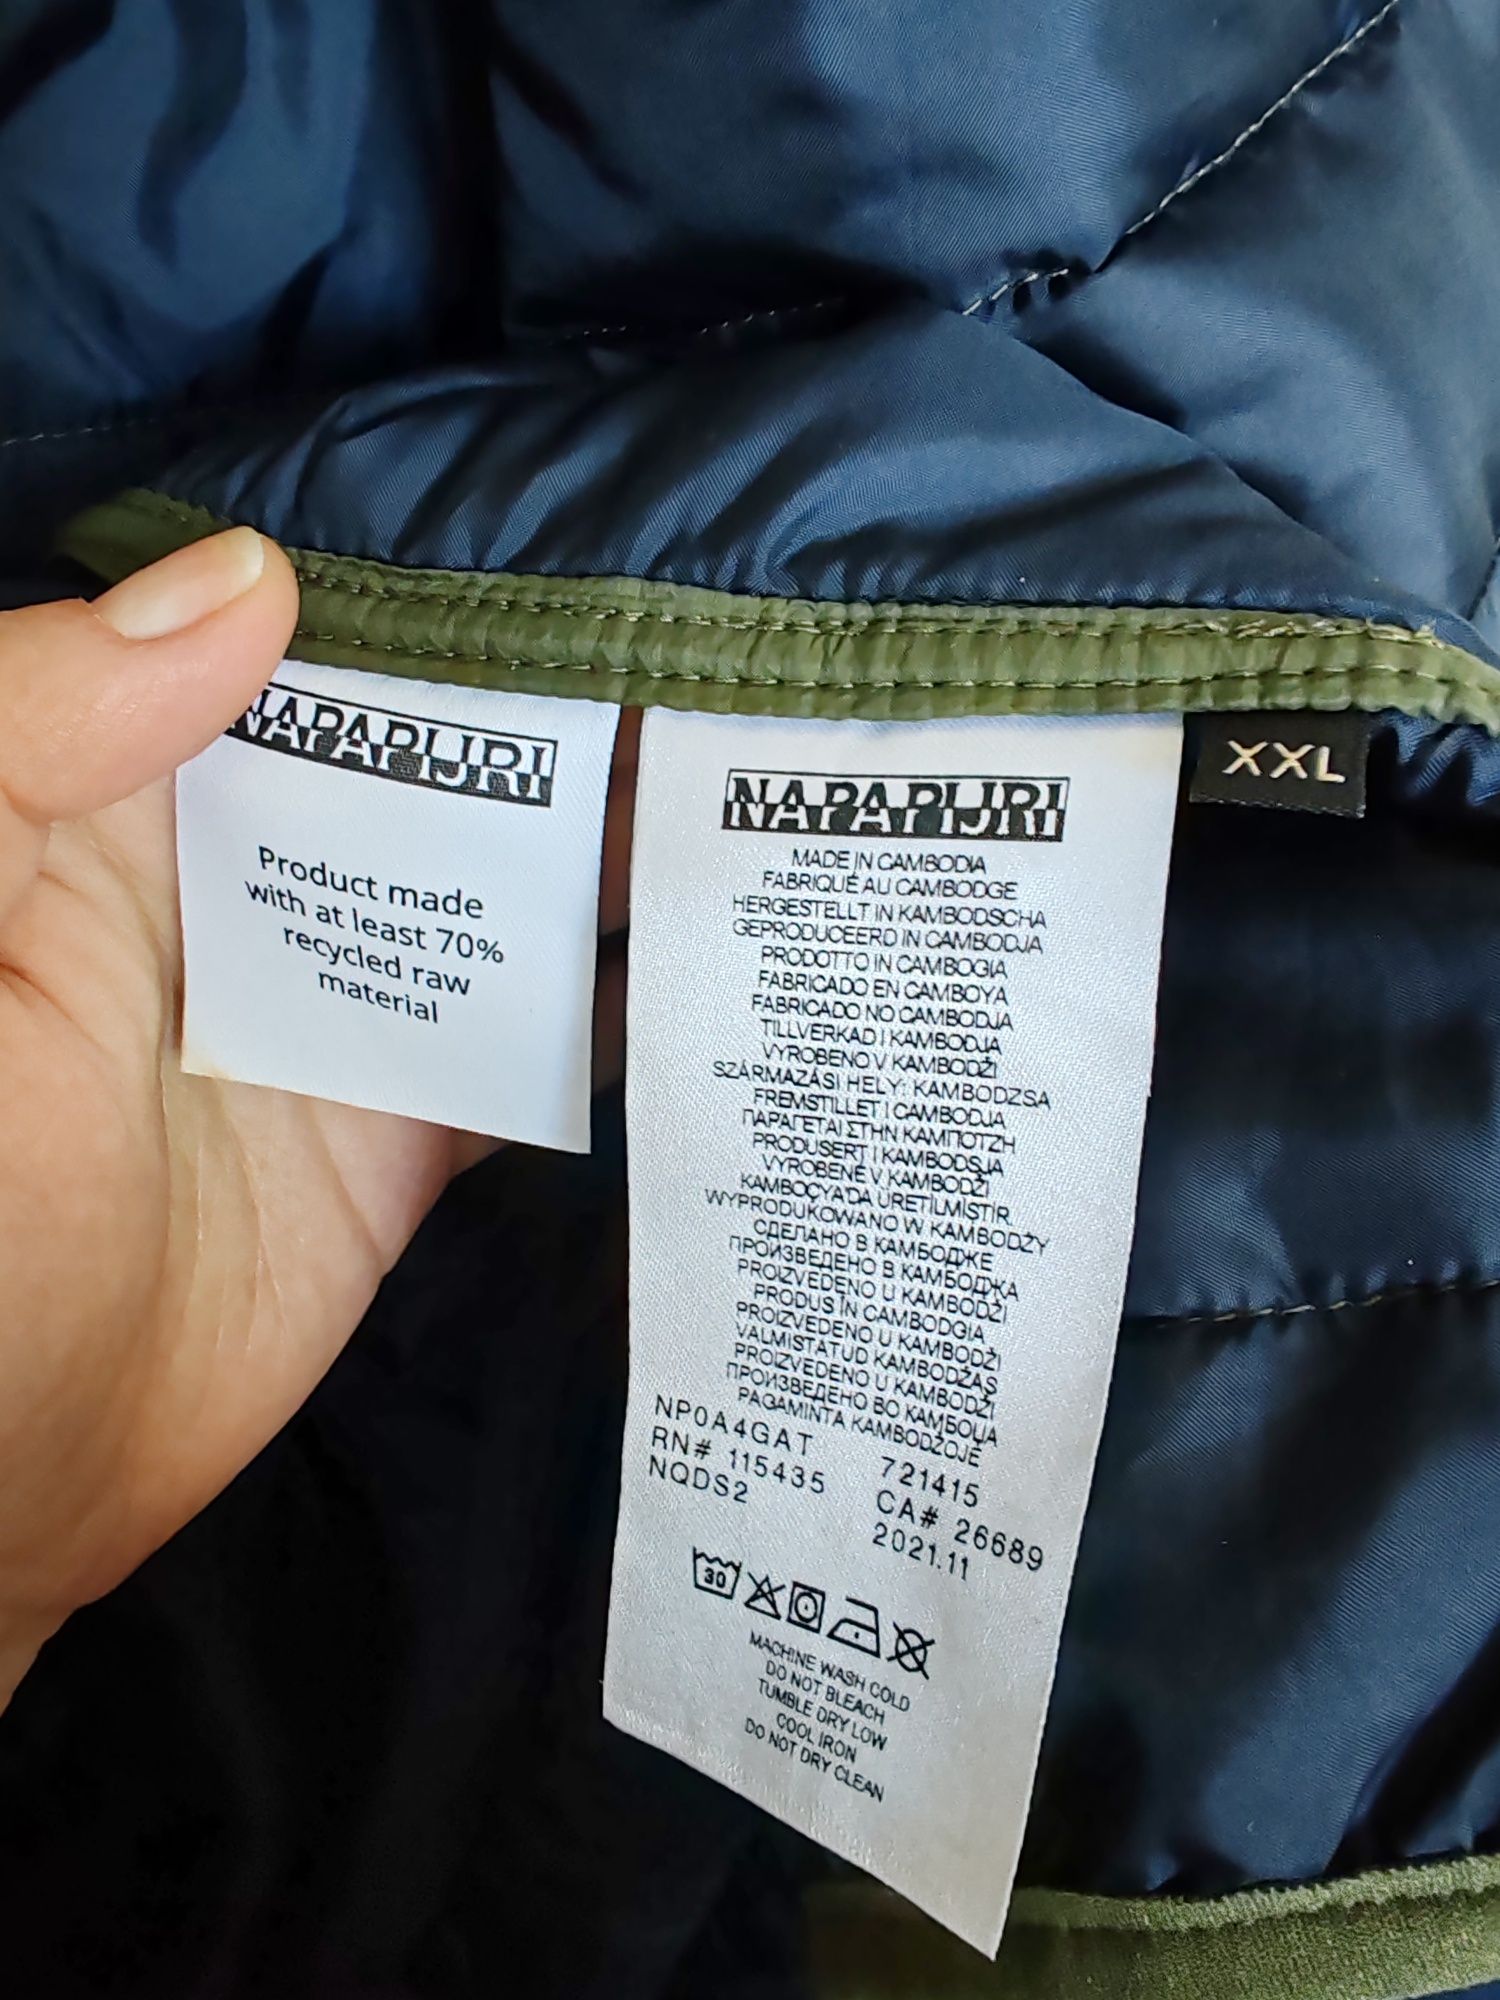 NAPAPIJRI
Product made
with at least 70%
recycled raw
material
NAPAPIJRI
MADE IN CAMBODIA
FABRIQUÉ AU CAMBODGE
HERGESTELLT IN KAMBODSCHA
GEPRODUCEERD IN CAMBODJA
PRODOTTO IN CAMBOGIA
FABRICADO EN CAMBOYA
FABRICADO NO CAMBODJA
TILLVERKAD I KAMBODJA
VYROBENO V KAMBODŽI
SZÁRMAZÁSI HELY: KAMBODZSA
FREMSTILLET I CAMBODJA
ΠΑΡΑΓΕΤΑΙ ΣΤΗΝ ΚΑΜΠΟΤΖΗ
PRODUSERT I KAMBODSJA
VYROBENÉ V KAMBODŽI
KAMBOÇYA'DA ÜRETİLMİSTİR.
WYPRODUKOWANO W KAMBODŻY
СДЕЛАНО В КАМБОДЖЕ
ПРОИЗВЕДЕНО В КАМБОДЖА
PROIZVEDENO U KAMBODŽI
PRODUS ÎN CAMBODGIA
PROIZVEDENO U KAMBODŽI
VALMISTATUD KAMBODŽAS
PROIZVEDENO U KAMBODŽI
ПРОИЗВЕДЕНО ВО КАМБОЏА
PAGAMINTA KAMBODŽOJE
NP0A4GAT 721415
RN# 115435 CA# 26689
NQDS2 2021.11
30
MACHINE WASH COLD
DO NOT BLEACH
TUMBLE DRY LOW
COOL IRON
DO NOT DRY CLEAN
XXL